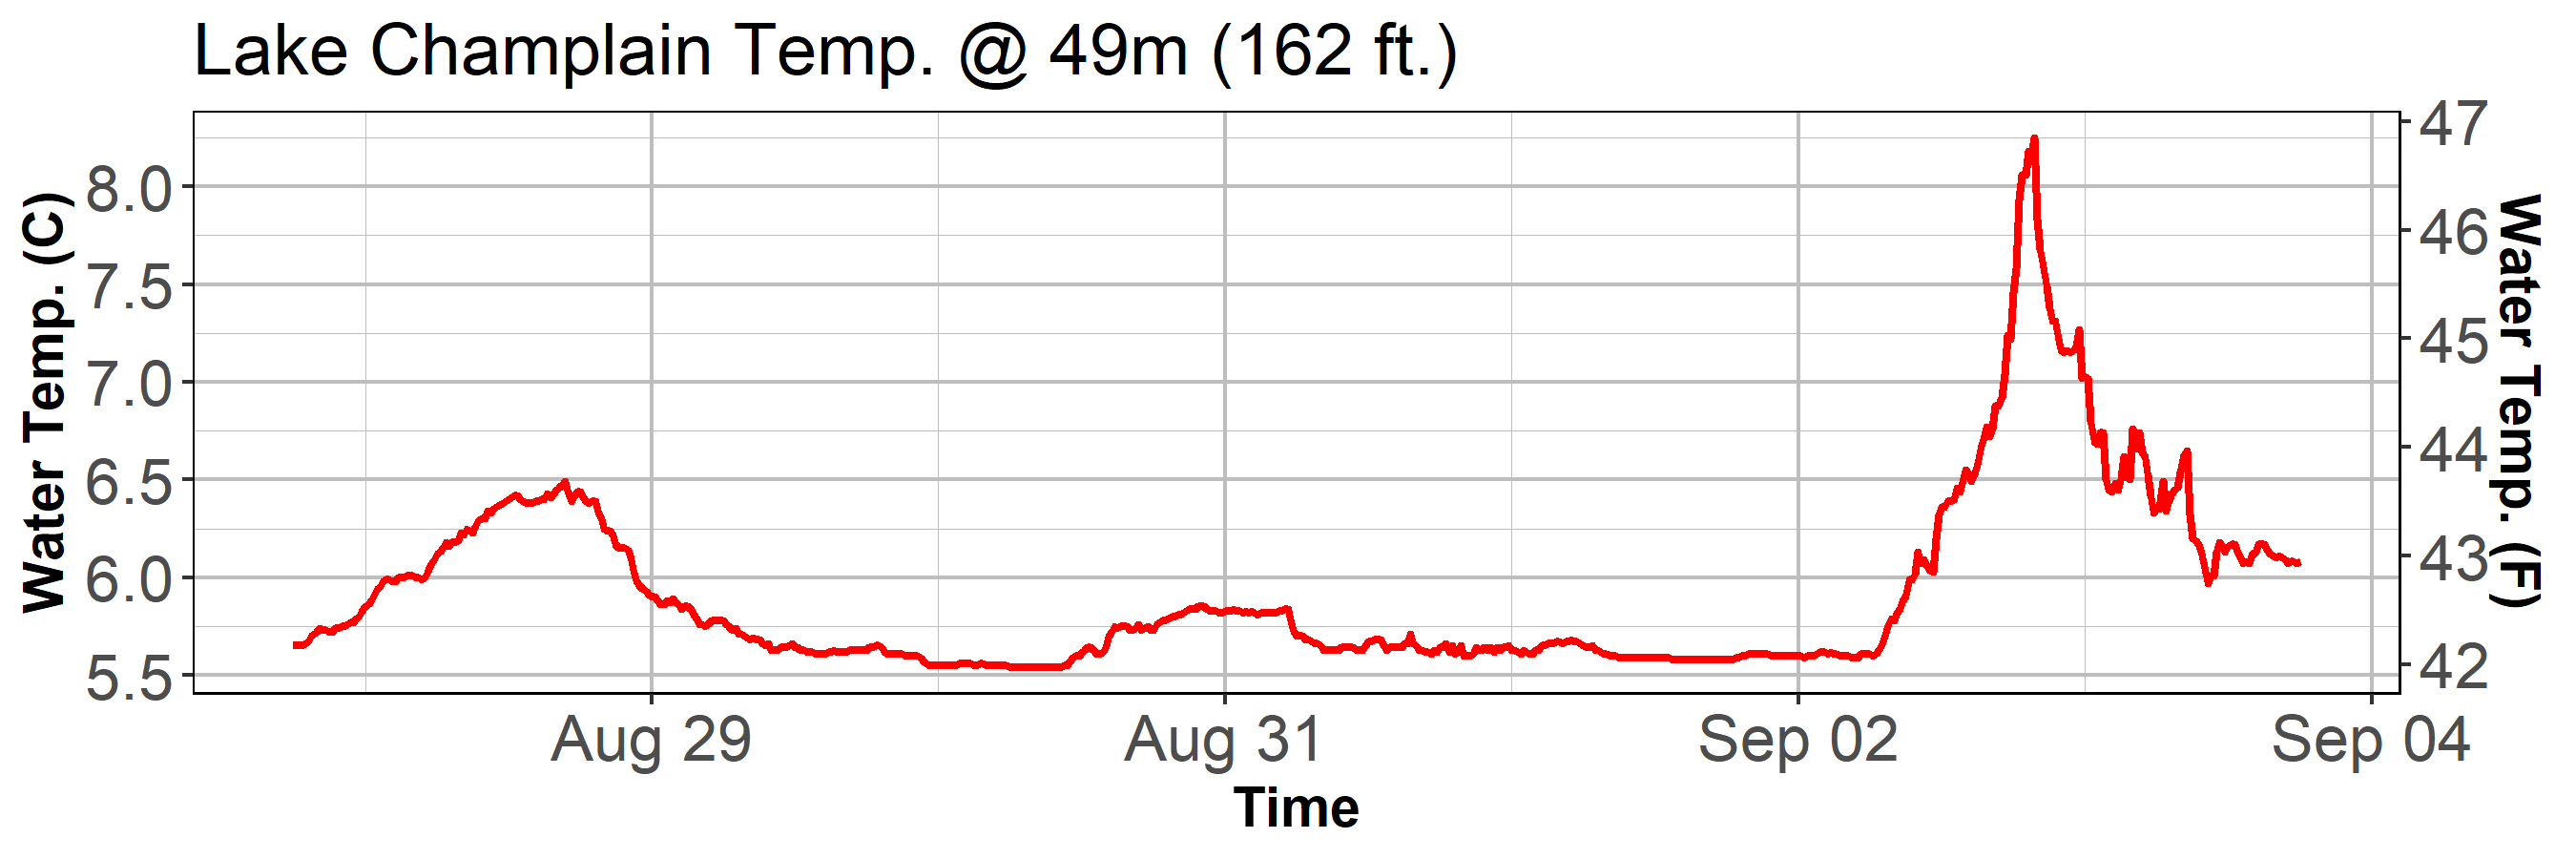 Lake Champlain Temp. @ 49m (162 ft.)
Water Temp. (C)
8.0
7.5
7.0
6.5
6.0
5.5
47
46
45
44
43
42
Water Temp. (F)
Aug 29 Aug 31 Sep 02 Sep 04
Time